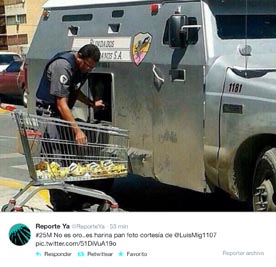 BLINDADOS
S.A
1181
Reporte Ya @ReporteYa · 53 min
#25M No es oro..es harina pan foto cortesía de @LuisMig1107
pic.twitter.com/51DiVuA19o
Responder Retwittear Favorito
Reportar archivo